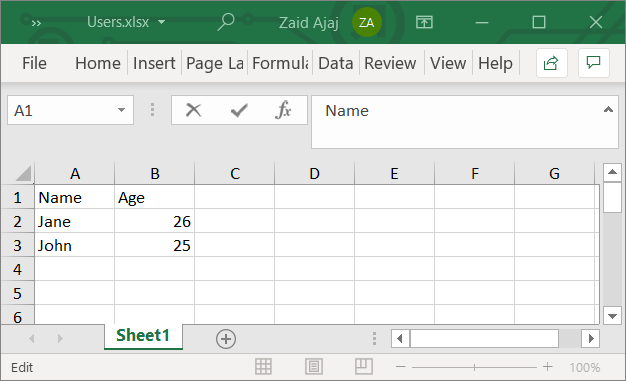 » Users.xlsx Zaid Ajaj ZA
File Home Insert Page La Formula Data Review View Help
A1 fx Name
A B C D E F G
1 Name Age
2 Jane 26
3 John 25
4
5
6
Sheet1
Edit 100%